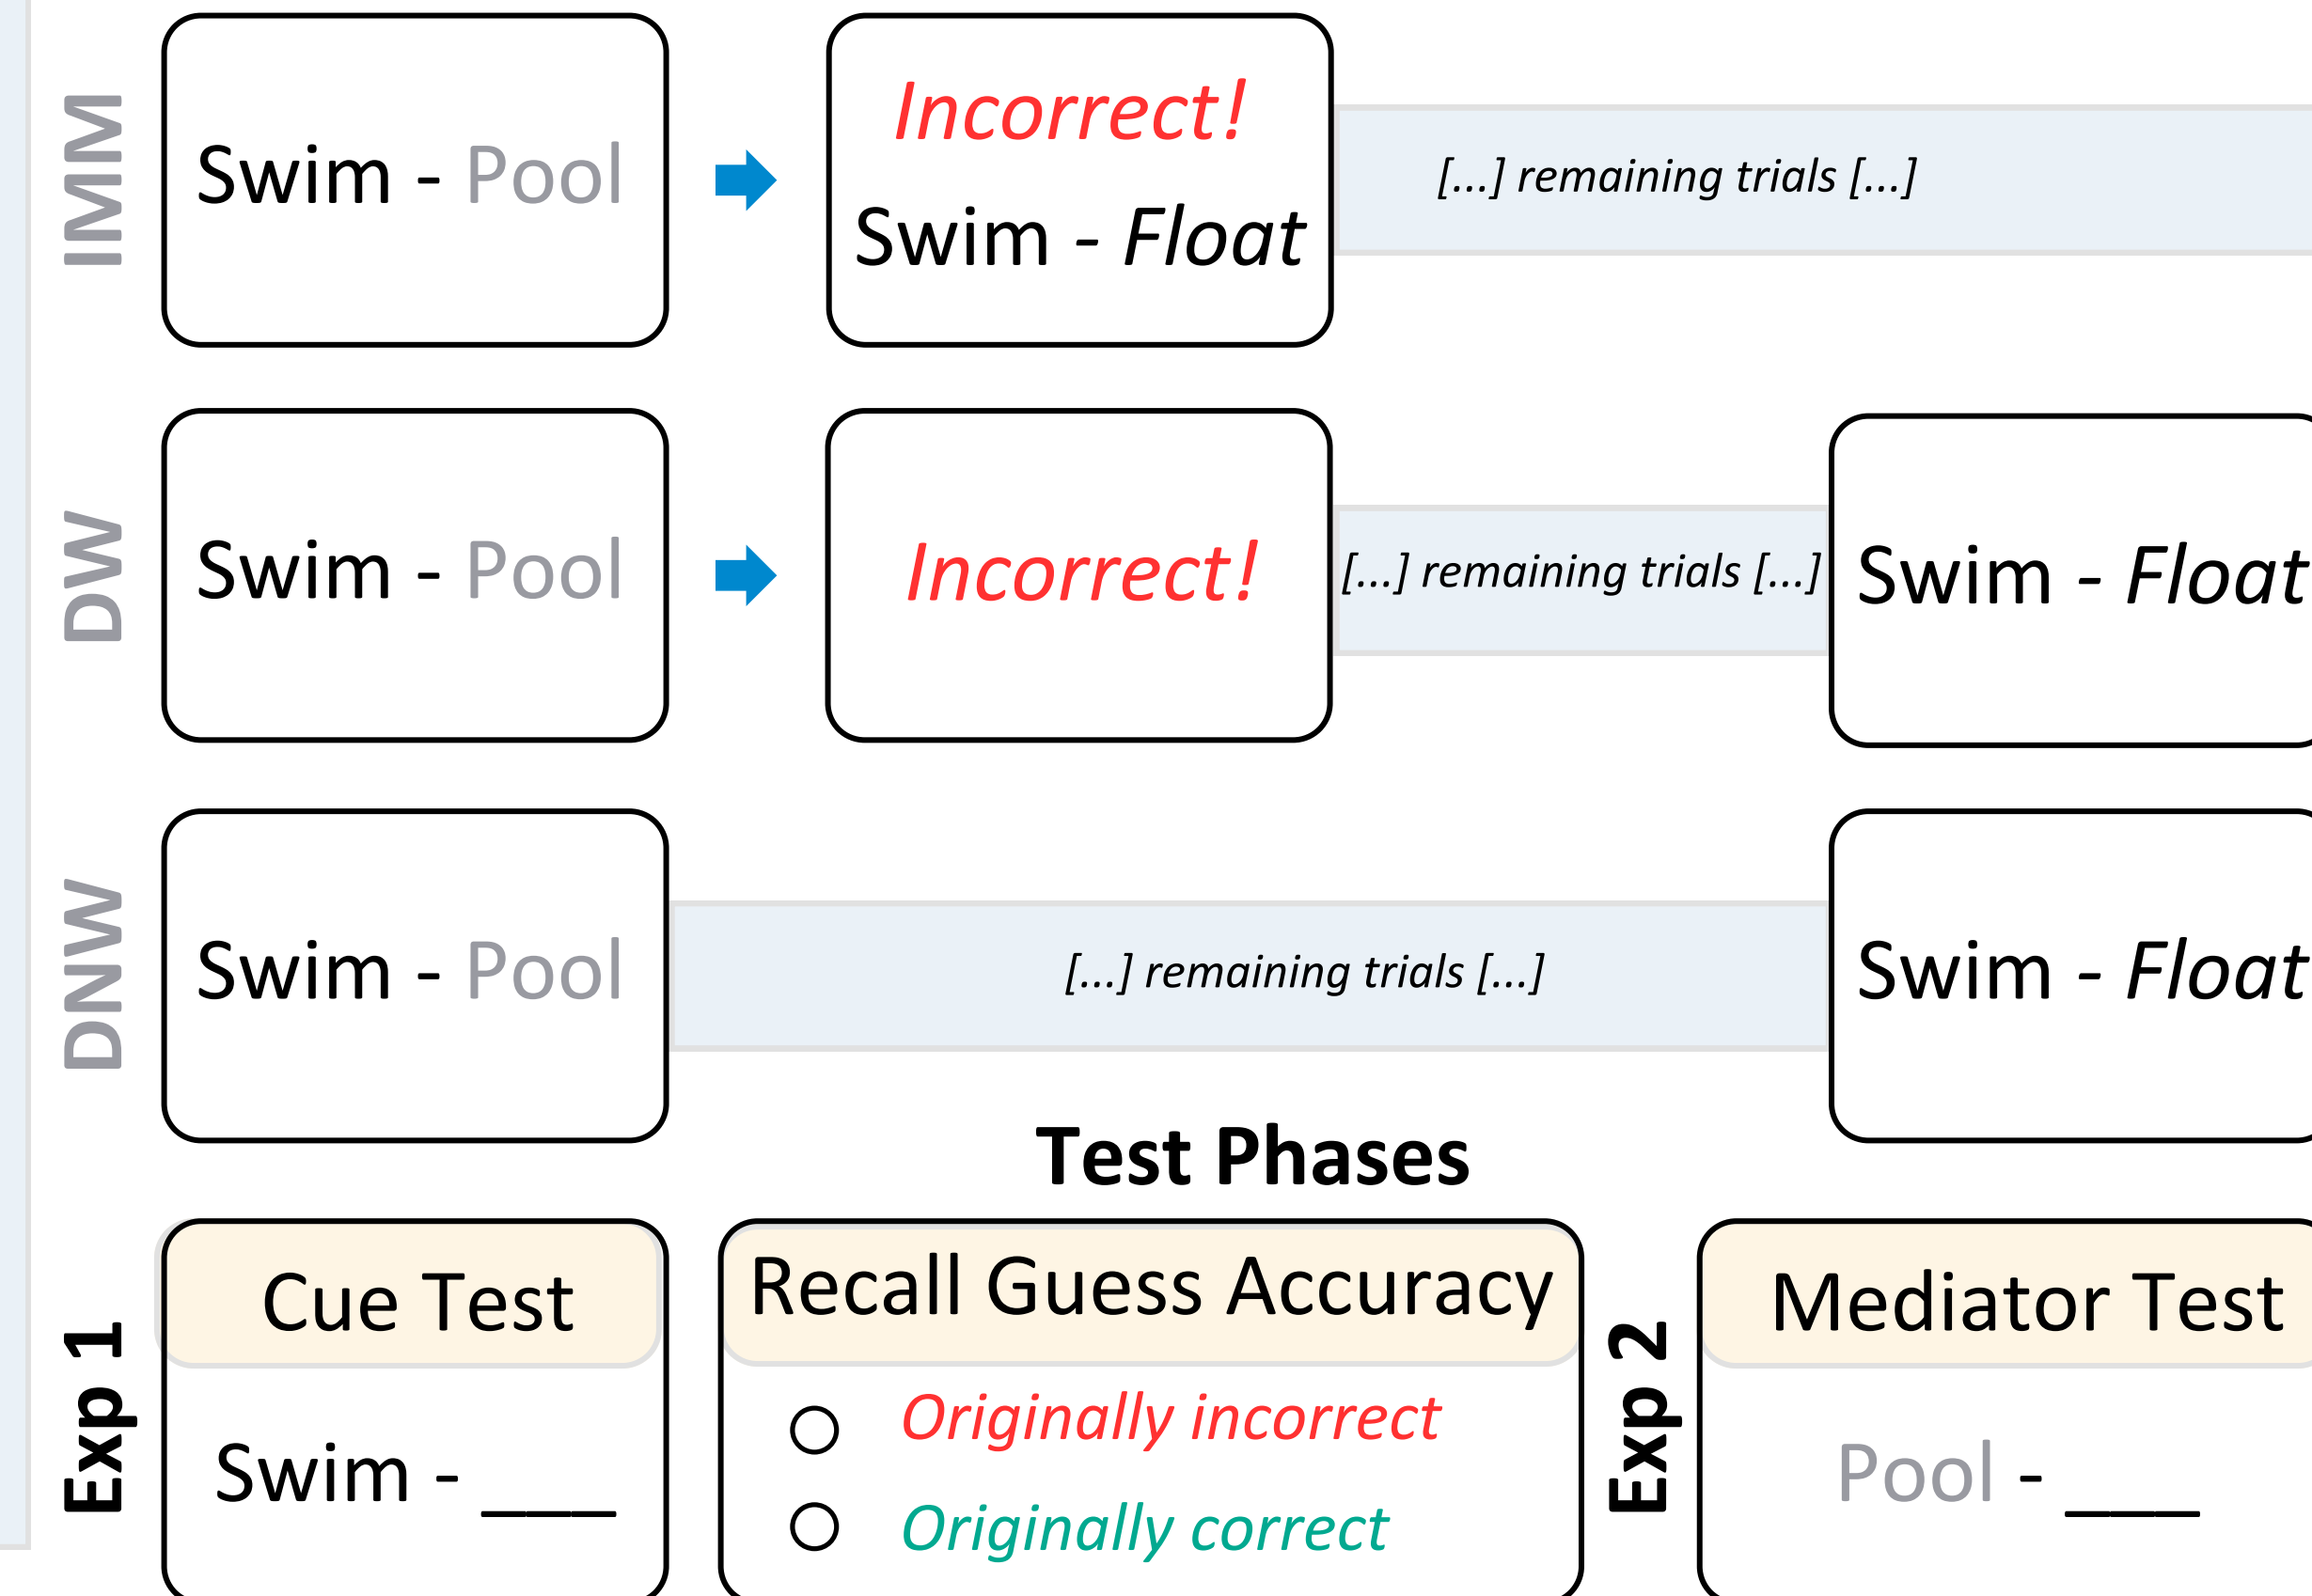 IMM
Swim - Pool
Incorrect!
Swim - Float
[...] remaining trials [...]
DW
Swim - Pool
Incorrect!
[...] remaining trials [...]
Swim - Float
DNW
Swim - Pool
[...] remaining trials [...]
Swim - Float
Test Phases
Exp 1
Cue Test
Swim - ___
Recall Guess Accuracy
Originally incorrect
Originally correct
Exp 2
Mediator Test
Pool - ___